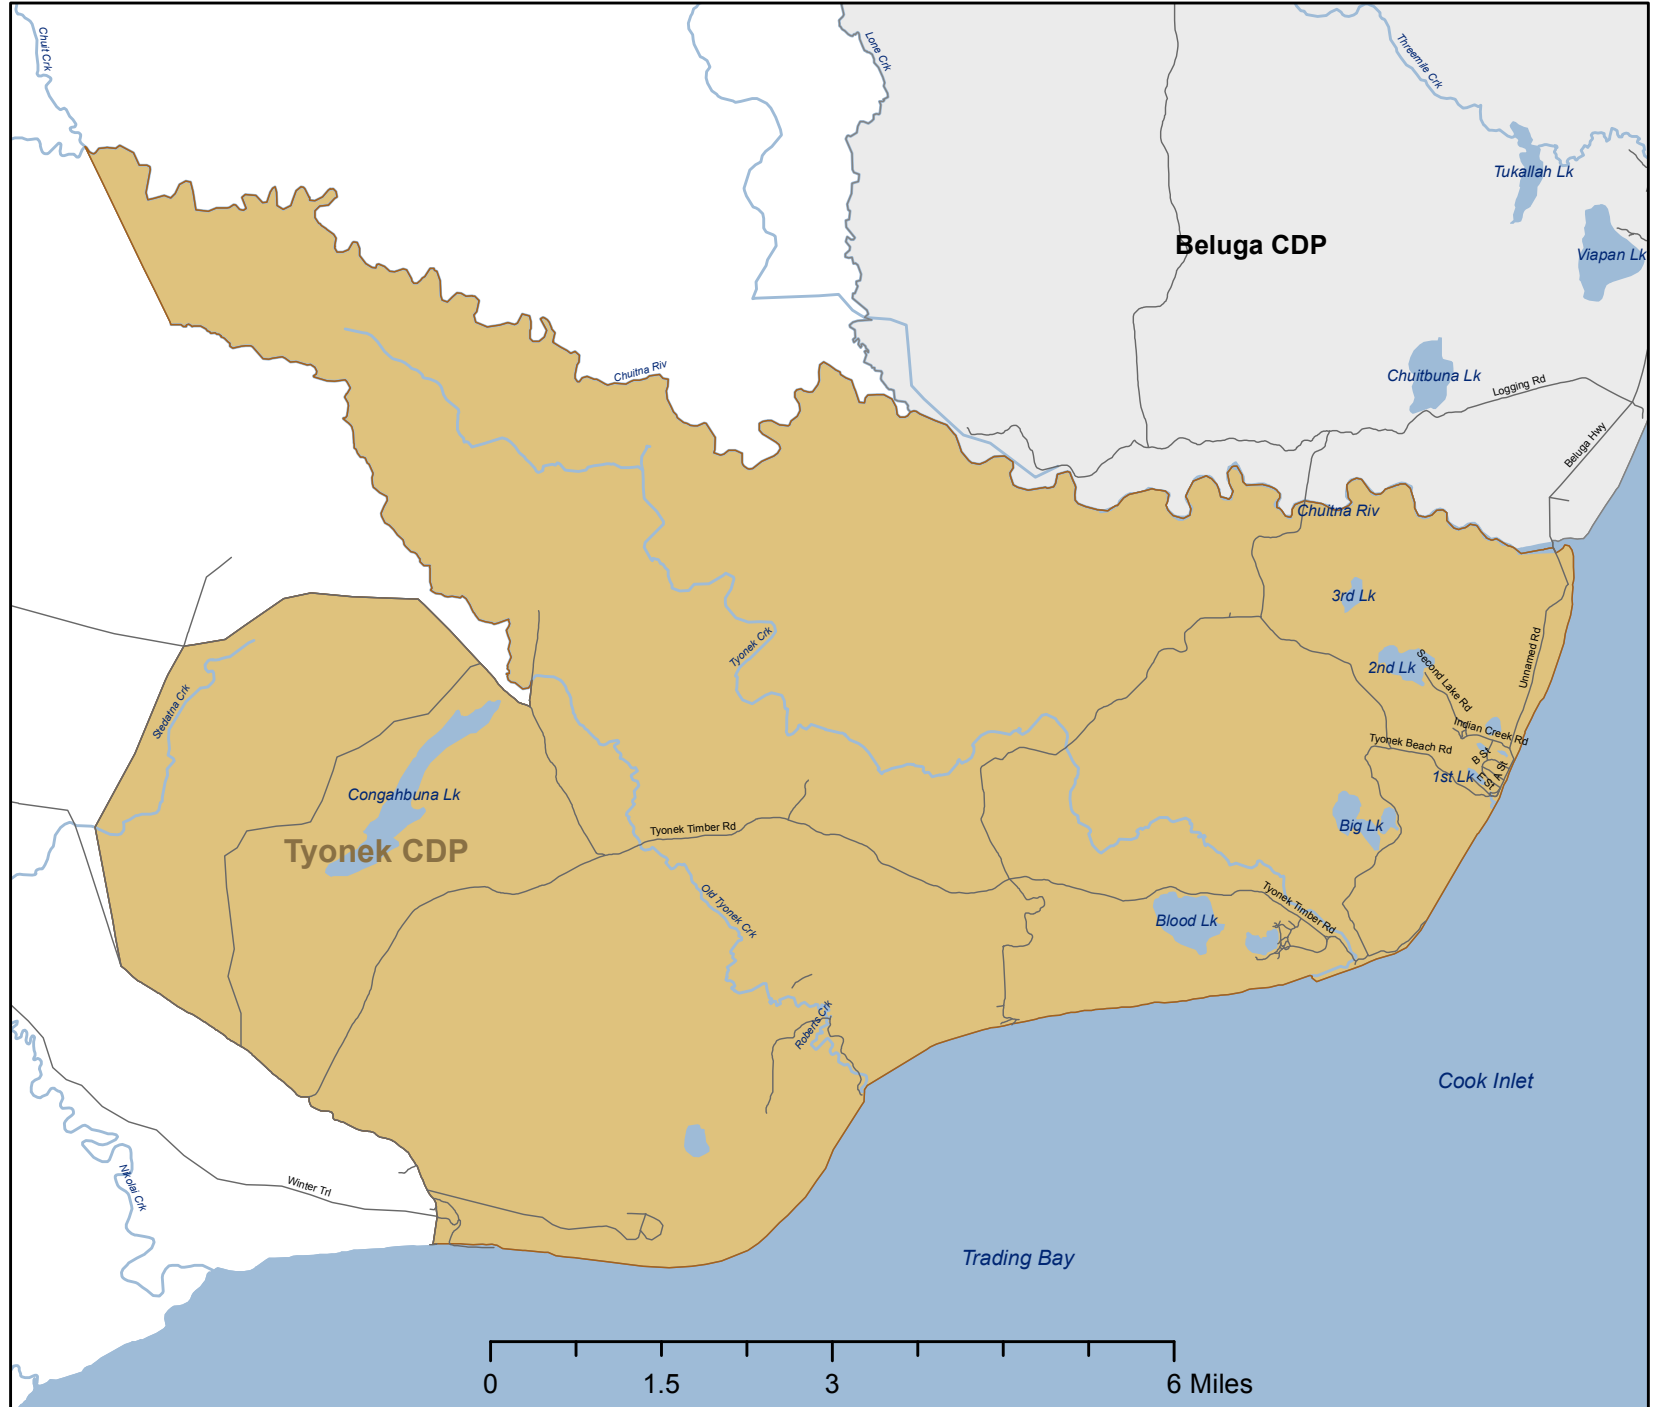 Chuit Crk
Lone Crk
Threemile Crk
Tukallah Lk
Beluga CDP
Viapan Lk
Chuitna Riv
Chuitbuna Lk
Logging Rd
Beluga Hwy
Chuitna Riv
3rd Lk
Tyonek Crk
2nd Lk
Second Lake Rd
Unnamed Rd
Stedatna Crk
Indian Creek Rd
Tyonek Beach Rd
B St
A St
1st Lk
E St
Congahbuna Lk
Big Lk
Tyonek Timber Rd
Tyonek CDP
Old Tyonek Crk
Tyonek Timber Rd
Blood Lk
Roberts Crk
Cook Inlet
Nikolai Crk
Winter Trl
Trading Bay
0 1.5 3 6 Miles